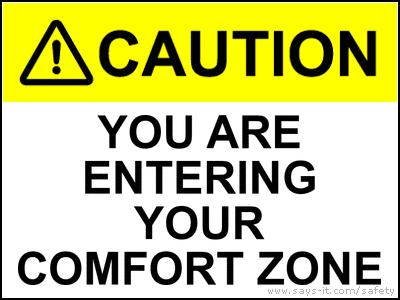 CAUTION
YOU ARE
ENTERING
YOUR
COMFORT ZONE
www.says-it.com/safety